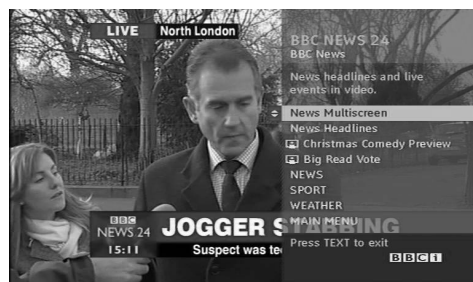 LIVE North London
BBC NEWS 24
BBC News
News headlines and live
events in video.
News Multiscreen
News Headlines
Christmas Comedy Preview
Big Read Vote
NEWS
SPORT
WEATHER
MAIN MENU
Press TEXT to exit
BBCi
BBC
NEWS 24
15:11
JOGGER STABBING
Suspect was